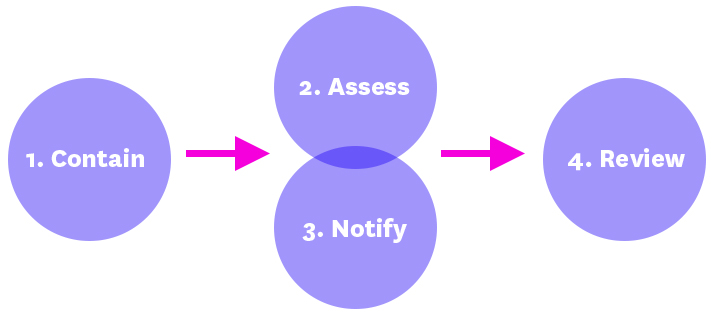 1. Contain
2. Assess
3. Notify
4. Review